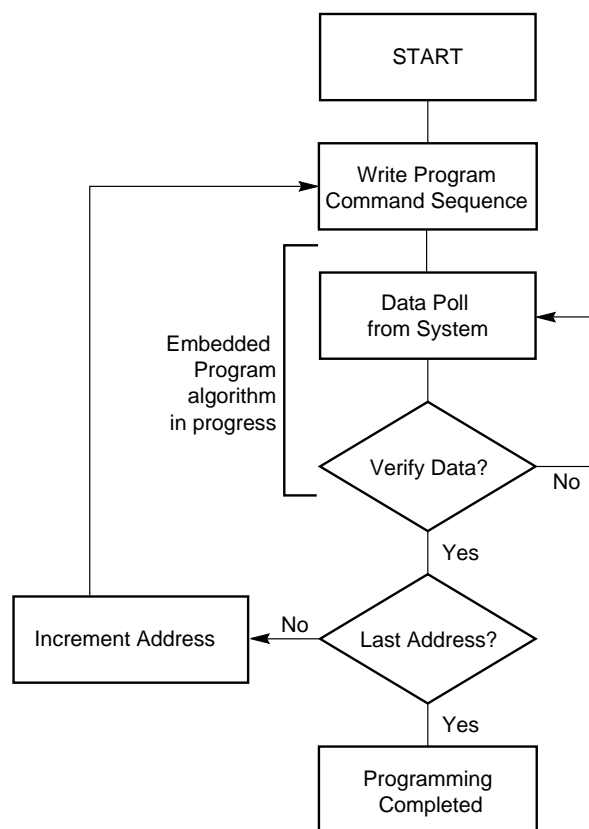 START
Write Program
Command Sequence
Data Poll
from System
Embedded
Program
algorithm
in progress
Verify Data?
No
Yes
Increment Address
No
Last Address?
Yes
Programming
Completed